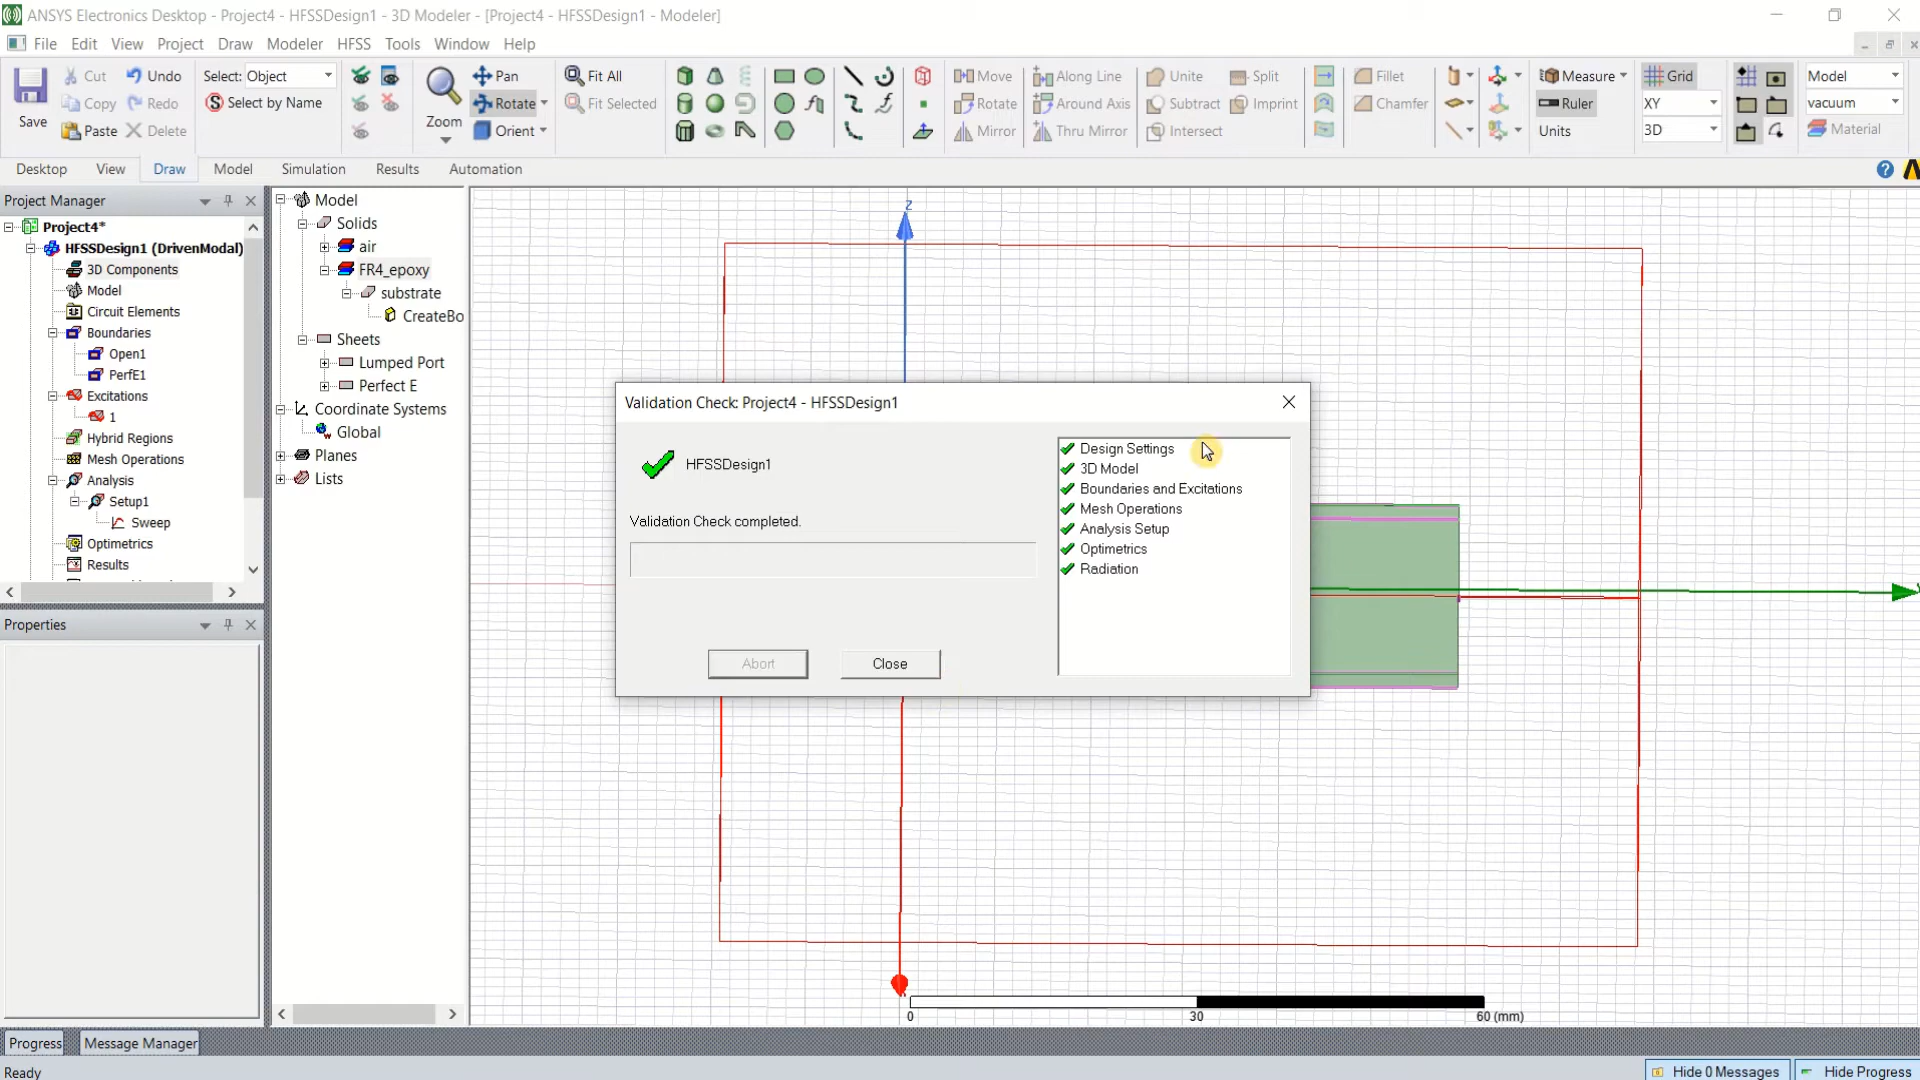 ANSYS Electronics Desktop - Project4 - HFSSDesign1 - 3D Modeler - [Project4 - HFSSDesign1 - Modeler]
File Edit View Project Draw Modeler HFSS Tools Window Help
Save
Cut
Copy
Paste
Undo
Redo
Delete
Select: Object
Select by Name
Zoom
Pan
Rotate
Orient
Fit All
Fit Selected
Move
Rotate
Mirror
Along Line
Around Axis
Thru Mirror
Unite
Subtract
Intersect
Split
Imprint
Fillet
Chamfer
Measure
Ruler
Units
Grid
XY
3D
Model
vacuum
Material
Desktop View Draw Model Simulation Results Automation
Project Manager
Project4*
HFSSDesign1 (DrivenModal)
3D Components
Model
Circuit Elements
Boundaries
Open1
PerfE1
Excitations
1
Hybrid Regions
Mesh Operations
Analysis
Setup1
Sweep
Optimetrics
Results
Properties
Model
Solids
air
FR4_epoxy
substrate
CreateBo
Sheets
Lumped Port
Perfect E
Coordinate Systems
Global
Planes
Lists
Z
Validation Check: Project4 - HFSSDesign1
HFSSDesign1
Validation Check completed.
Abort
Close
Design Settings
3D Model
Boundaries and Excitations
Mesh Operations
Analysis Setup
Optimetrics
Radiation
0 30 60 (mm)
Progress
Message Manager
Ready
Hide 0 Messages
Hide Progress